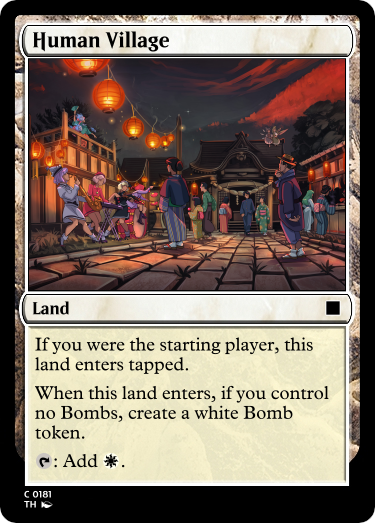 Human Village
Land
If you were the starting player, this
land enters tapped.
When this land enters, if you control
no Bombs, create a white Bomb
token.
: Add .
C 0181
TH